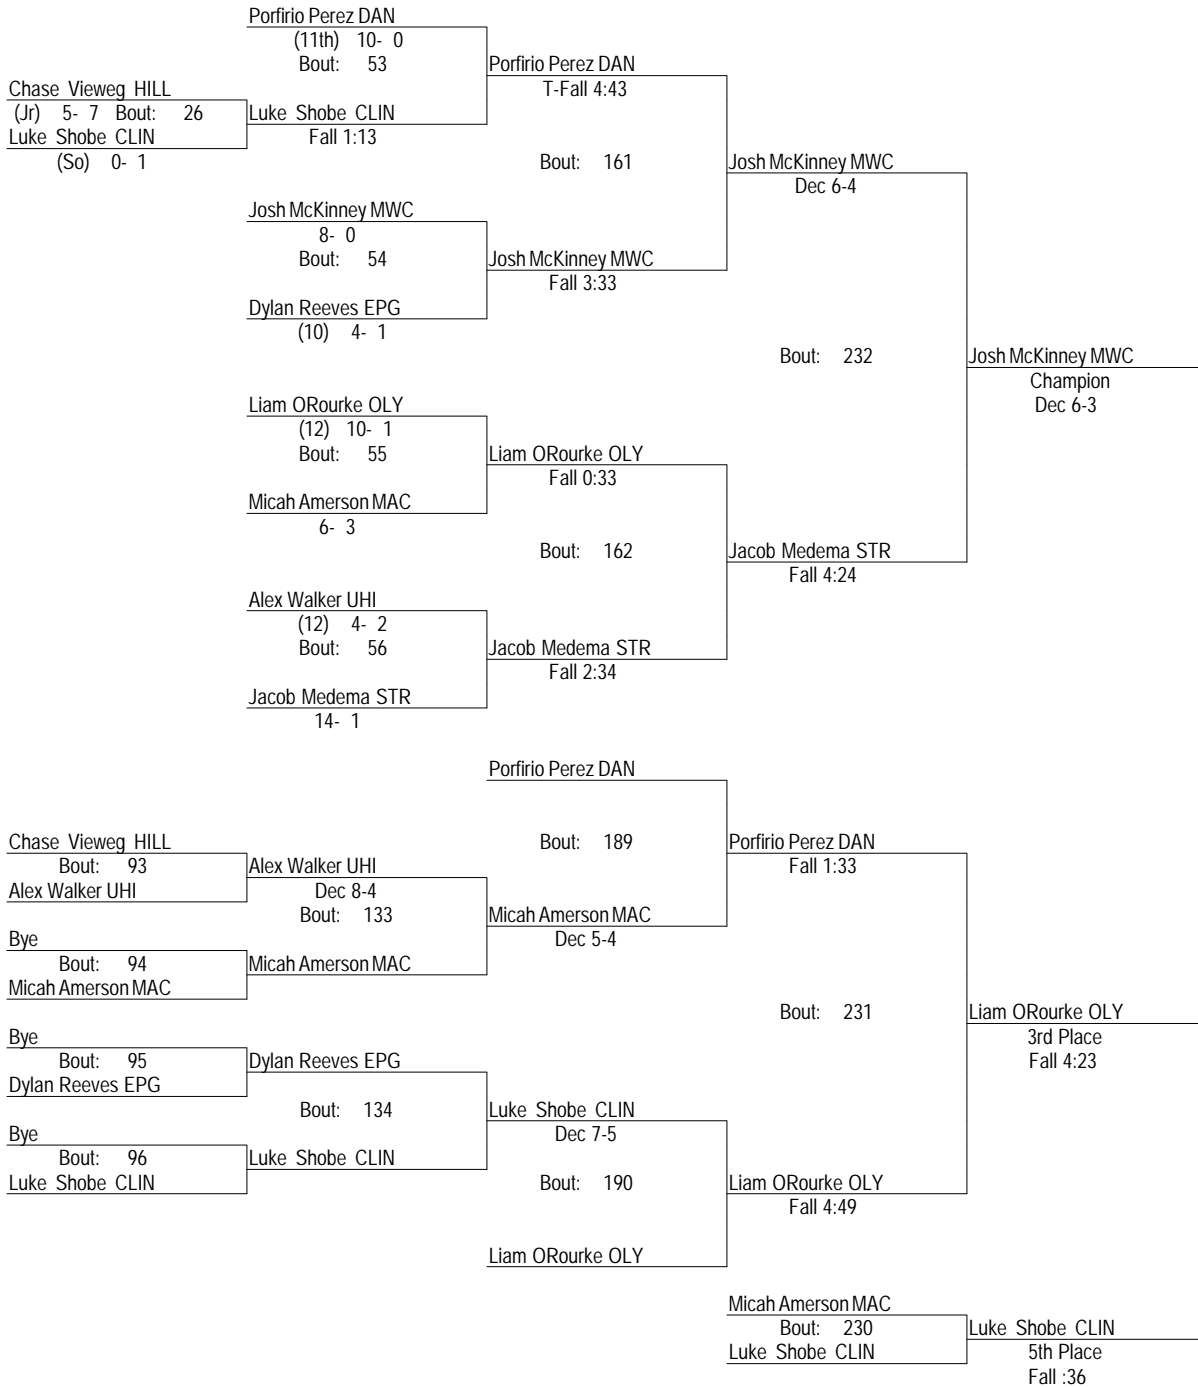 Porfirio Perez DAN
(11th) 10- 0
Bout: 53
Porfirio Perez DAN
T-Fall 4:43
Chase Vieweg HILL
(Jr) 5- 7 Bout: 26
Luke Shobe CLIN
Luke Shobe CLIN
Fall 1:13
(So) 0- 1
Bout: 161
Josh McKinney MWC
Dec 6-4
Josh McKinney MWC
8- 0
Bout: 54
Josh McKinney MWC
Fall 3:33
Dylan Reeves EPG
(10) 4- 1
Bout: 232
Josh McKinney MWC
Champion
Dec 6-3
Liam ORourke OLY
(12) 10- 1
Bout: 55
Liam ORourke OLY
Fall 0:33
Micah Amerson MAC
6- 3
Bout: 162
Jacob Medema STR
Fall 4:24
Alex Walker UHI
(12) 4- 2
Bout: 56
Jacob Medema STR
Fall 2:34
Jacob Medema STR
14- 1
Porfirio Perez DAN
Bout: 189
Porfirio Perez DAN
Fall 1:33
Chase Vieweg HILL
Bout: 93
Alex Walker UHI
Alex Walker UHI
Dec 8-4
Bout: 133
Micah Amerson MAC
Dec 5-4
Bye
Bout: 94
Micah Amerson MAC
Micah Amerson MAC
Bout: 231
Liam ORourke OLY
3rd Place
Fall 4:23
Bye
Bout: 95
Dylan Reeves EPG
Dylan Reeves EPG
Bout: 134
Luke Shobe CLIN
Dec 7-5
Bye
Bout: 96
Luke Shobe CLIN
Luke Shobe CLIN
Bout: 190
Liam ORourke OLY
Fall 4:49
Liam ORourke OLY
Micah Amerson MAC
Bout: 230
Luke Shobe CLIN
Luke Shobe CLIN
5th Place
Fall :36